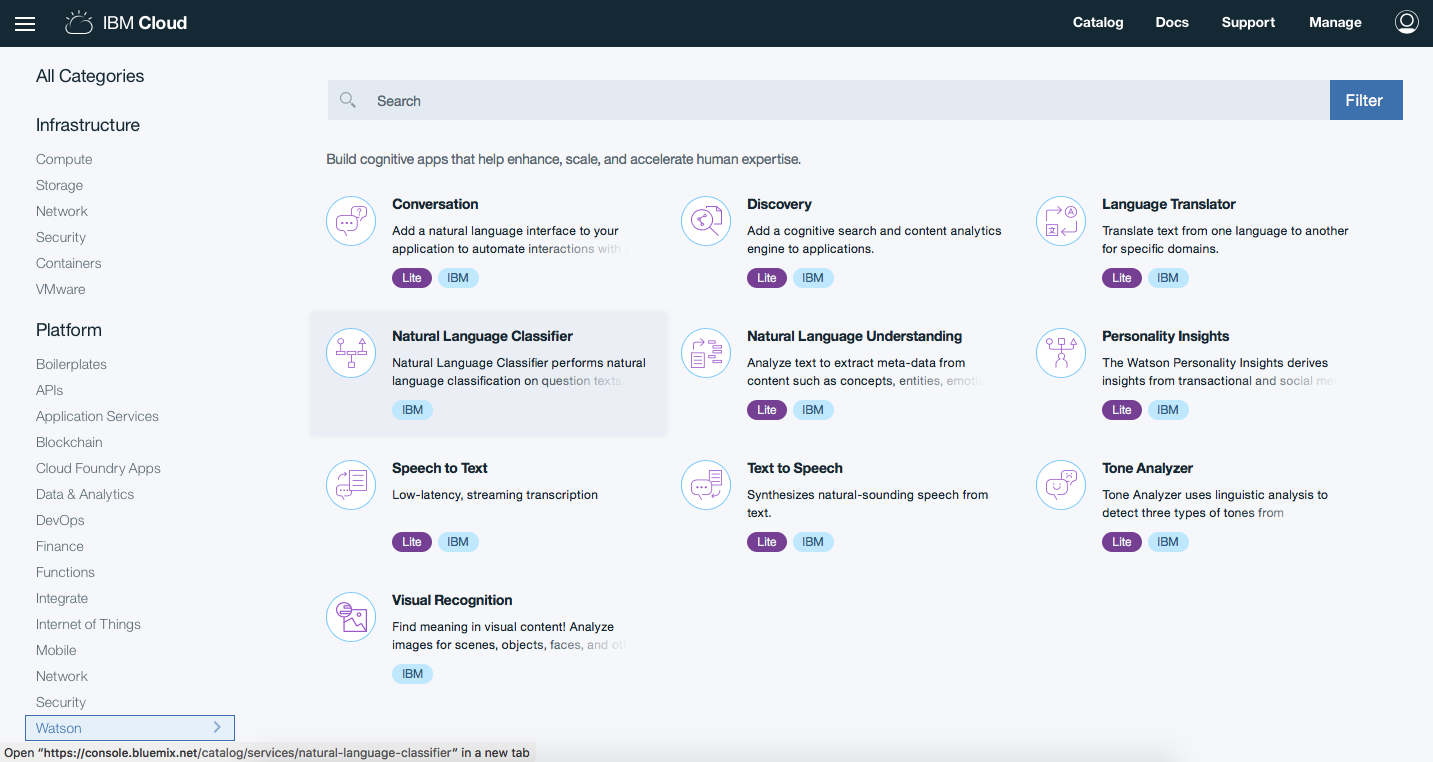 IBM Cloud
Catalog
Docs
Support
Manage
All Categories
Infrastructure
Compute
Storage
Network
Security
Containers
VMware
Platform
Boilerplates
APIs
Application Services
Blockchain
Cloud Foundry Apps
Data & Analytics
DevOps
Finance
Functions
Integrate
Internet of Things
Mobile
Network
Security
Watson
Search
Filter
Build cognitive apps that help enhance, scale, and accelerate human expertise.
Conversation
Add a natural language interface to your
application to automate interactions with
Lite
IBM
Discovery
Add a cognitive search and content analytics
engine to applications.
Lite
IBM
Language Translator
Translate text from one language to another
for specific domains.
Lite
IBM
Natural Language Classifier
Natural Language Classifier performs natural
language classification on question texts.
IBM
Natural Language Understanding
Analyze text to extract meta-data from
content such as concepts, entities, emotic
Lite
IBM
Personality Insights
The Watson Personality Insights derives
insights from transactional and social me
Lite
IBM
Speech to Text
Low-latency, streaming transcription
Lite
IBM
Text to Speech
Synthesizes natural-sounding speech from
text.
Lite
IBM
Tone Analyzer
Tone Analyzer uses linguistic analysis to
detect three types of tones from
Lite
IBM
Visual Recognition
Find meaning in visual content! Analyze
images for scenes, objects, faces, and
IBM
Open “https://console.bluemix.net/catalog/services/natural-language-classifier” in a new tab